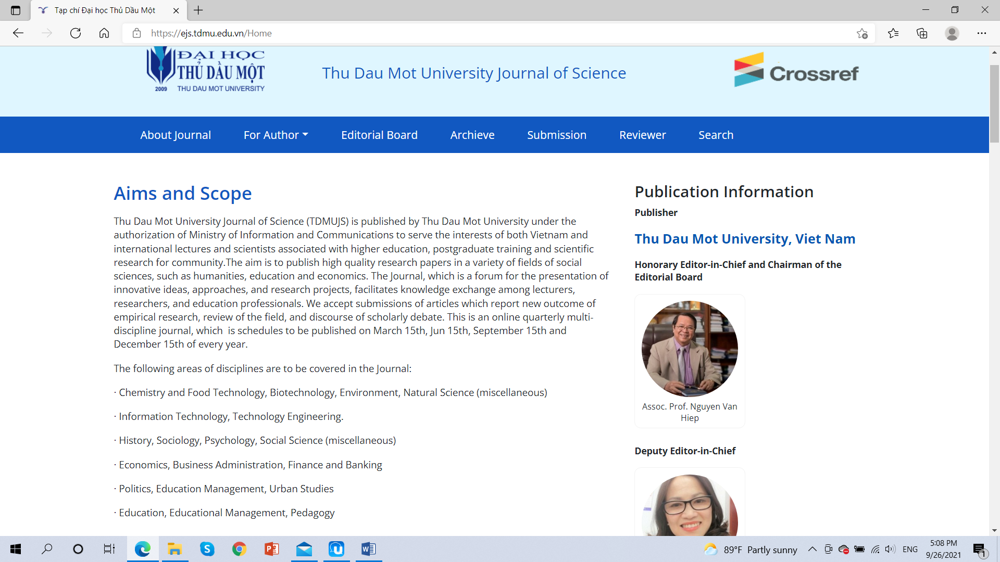 Tạp chí Đại học Thủ Dầu Một
https://ejs.tdmu.edu.vn/Home
ĐẠI HỌC
THỦ DẦU MỘT
2009 THU DAU MOT UNIVERSITY
Thu Dau Mot University Journal of Science
Crossref
About Journal For Author Editorial Board Archieve Submission Reviewer Search
Aims and Scope
Thu Dau Mot University Journal of Science (TDMUJS) is published by Thu Dau Mot University under the
authorization of Ministry of Information and Communications to serve the interests of both Vietnam and
international lectures and scientists associated with higher education, postgraduate training and scientific
research for community.The aim is to publish high quality research papers in a variety of fields of social
sciences, such as humanities, education and economics. The Journal, which is a forum for the presentation of
innovative ideas, approaches, and research projects, facilitates knowledge exchange among lecturers,
researchers, and education professionals. We accept submissions of articles which report new outcome of
empirical research, review of the field, and discourse of scholarly debate. This is an online quarterly multi-
discipline journal, which  is schedules to be published on March 15th, Jun 15th, September 15th and
December 15th of every year.
The following areas of disciplines are to be covered in the Journal:
· Chemistry and Food Technology, Biotechnology, Environment, Natural Science (miscellaneous)
· Information Technology, Technology Engineering.
· History, Sociology, Psychology, Social Science (miscellaneous)
· Economics, Business Administration, Finance and Banking
· Politics, Education Management, Urban Studies
· Education, Educational Management, Pedagogy
Publication Information
Publisher
Thu Dau Mot University, Viet Nam
Honorary Editor-in-Chief and Chairman of the
Editorial Board
Assoc. Prof. Nguyen Van
Hiep
Deputy Editor-in-Chief
89°F Partly sunny
ENG
5:08 PM
9/26/2021
1